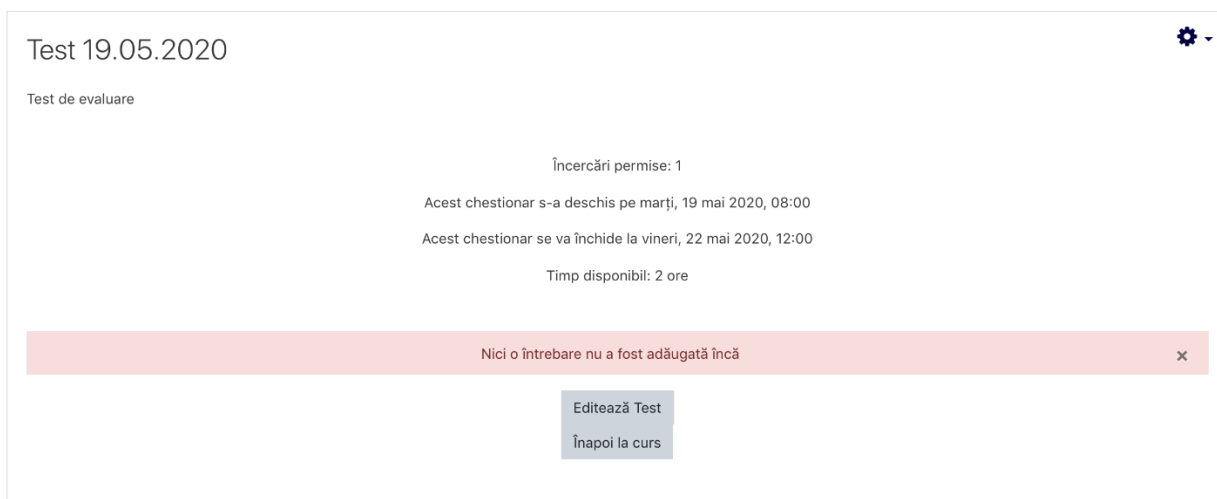 Test 19.05.2020
Test de evaluare
Încercări permise: 1
Acest chestionar s-a deschis pe marți, 19 mai 2020, 08:00
Acest chestionar se va închide la vineri, 22 mai 2020, 12:00
Timp disponibil: 2 ore
Nici o întrebare nu a fost adăugată încă
×
Editează Test
Înapoi la curs